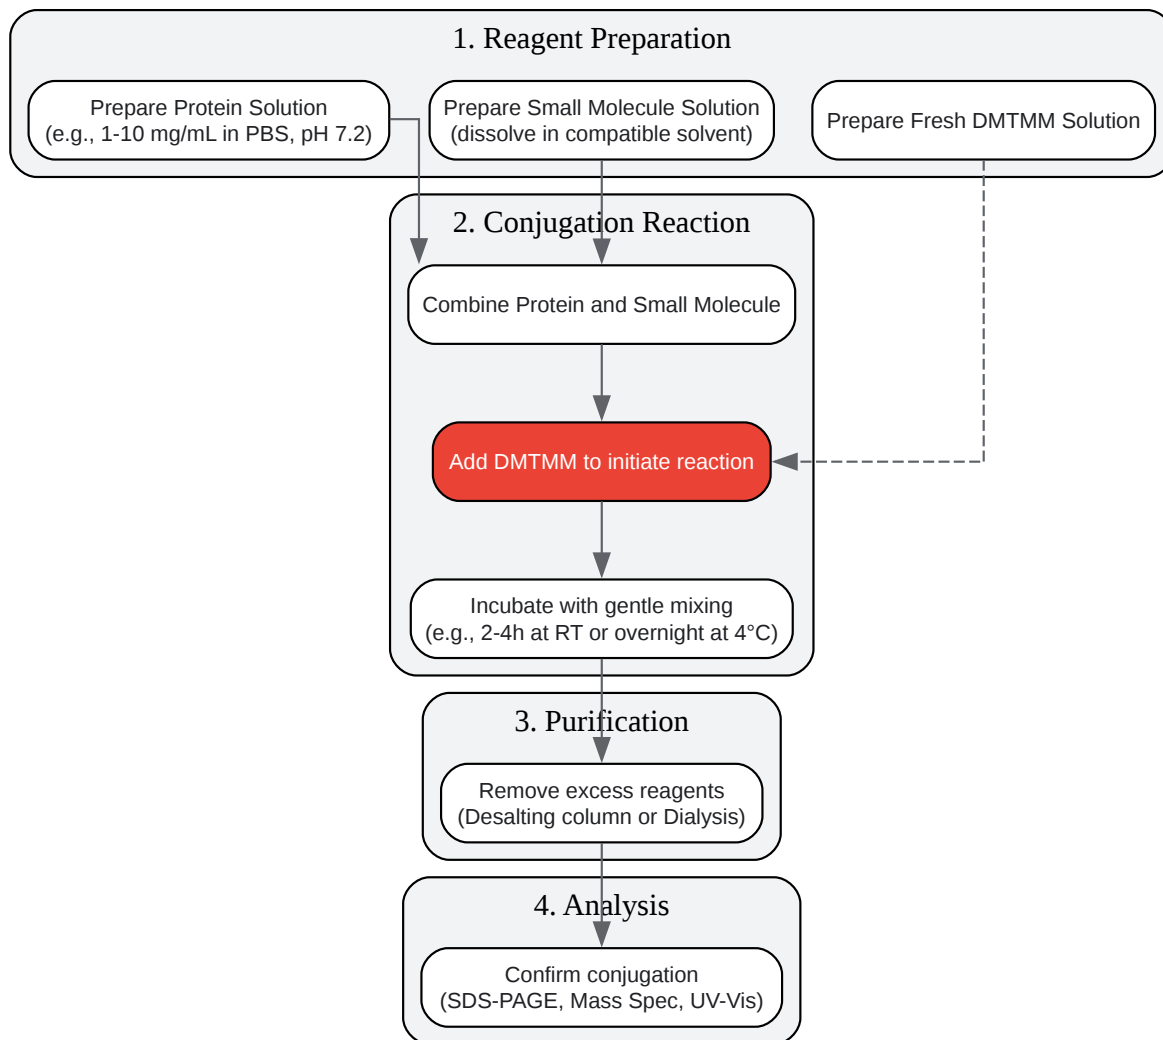 1. Reagent Preparation
Prepare Protein Solution
(e.g., 1-10 mg/mL in PBS, pH 7.2)
Prepare Small Molecule Solution
(dissolve in compatible solvent)
Prepare Fresh DMTMM Solution
2. Conjugation Reaction
Combine Protein and Small Molecule
Add DMTMM to initiate reaction
Incubate with gentle mixing
(e.g., 2-4h at RT or overnight at 4°C)
3. Purification
Remove excess reagents
(Desalting column or Dialysis)
4. Analysis
Confirm conjugation
(SDS-PAGE, Mass Spec, UV-Vis)